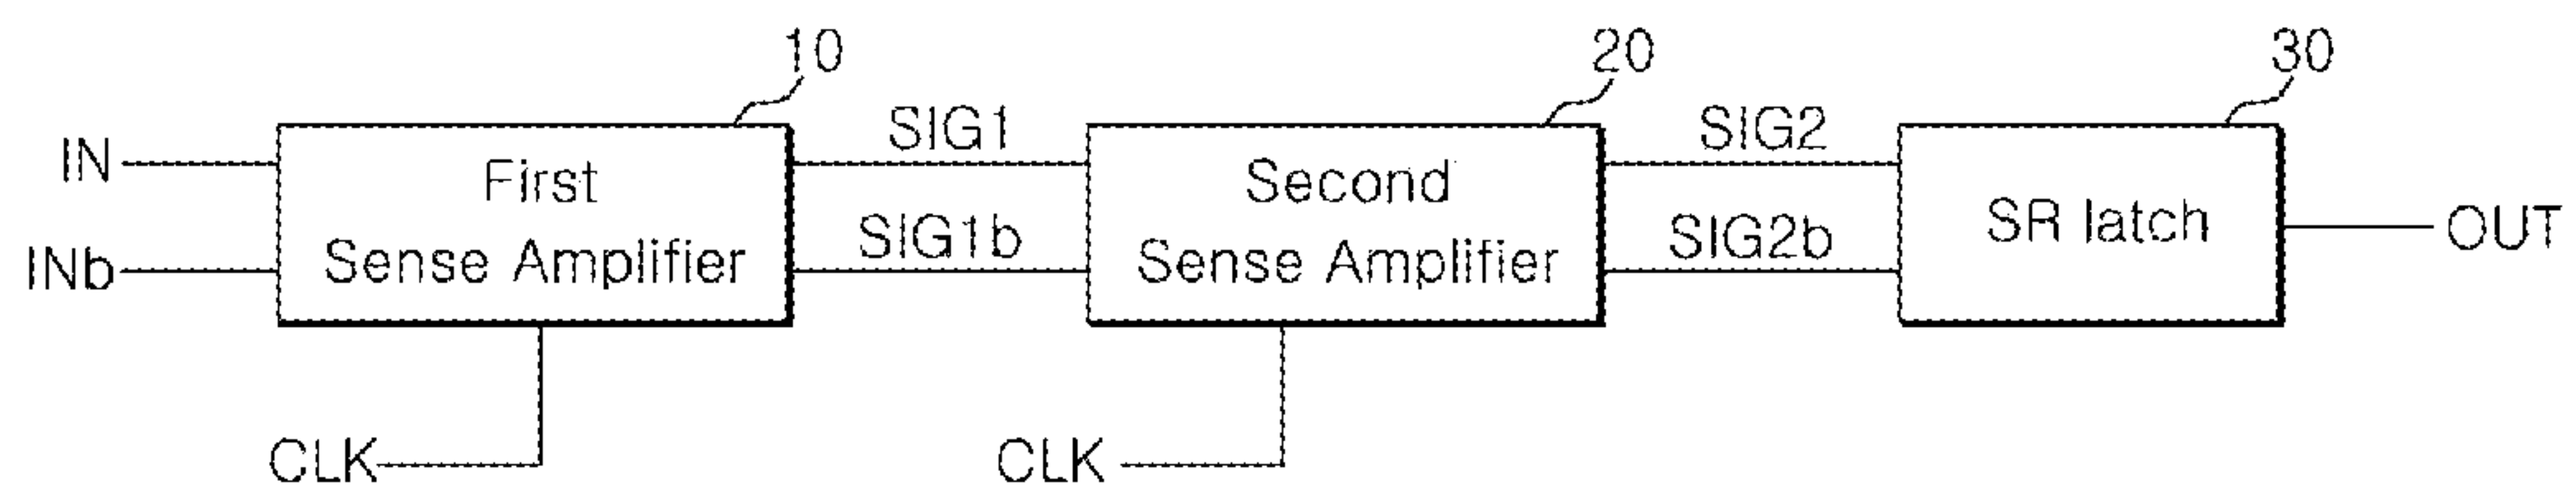 10
20
30
IN
INb
First
Sense Amplifier
SIG1
SIG1b
Second
Sense Amplifier
SIG2
SIG2b
SR latch
OUT
CLK
CLK